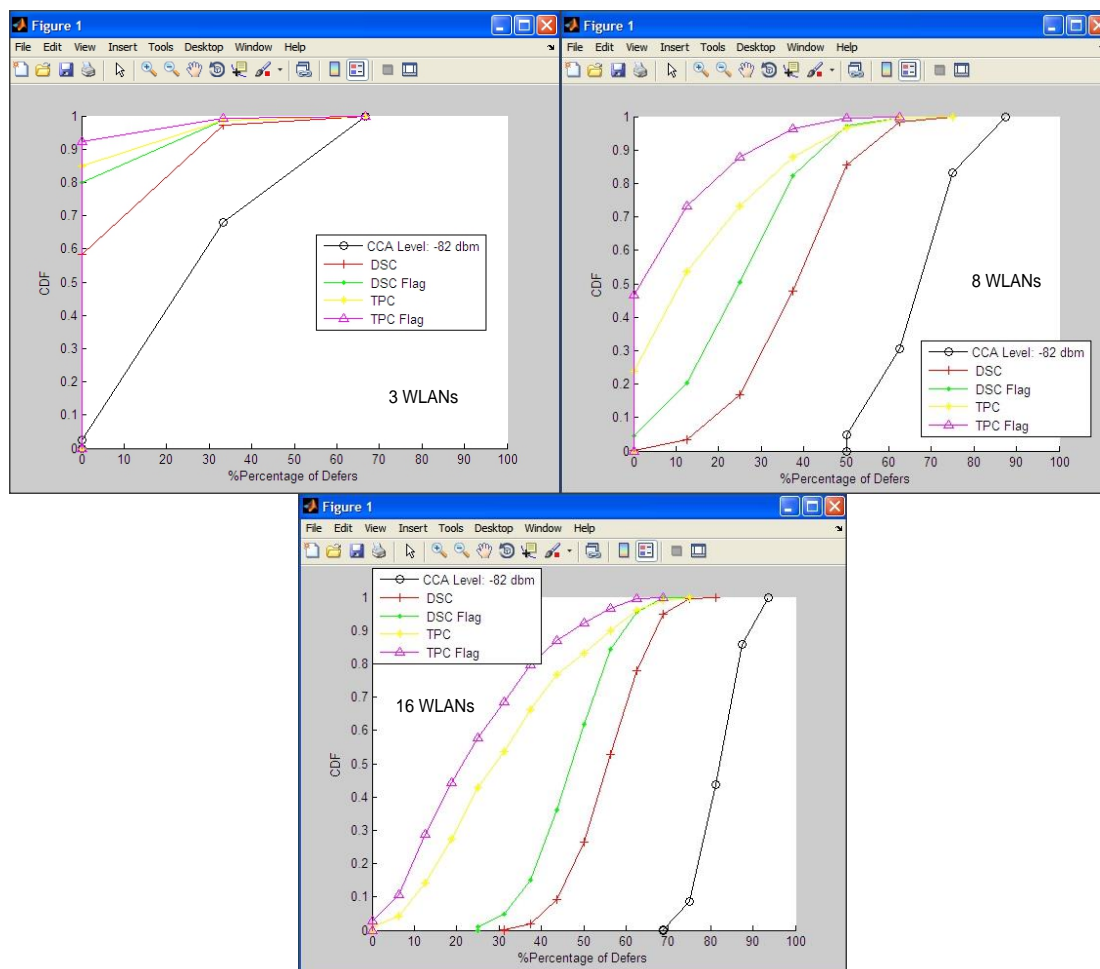 Figure 1
File Edit View Insert Tools Desktop Window Help
1
0.9
0.8
0.7
0.6
0.5
0.4
0.3
0.2
0.1
0
CDF
CCA Level: -82 dbm
DSC
DSC Flag
TPC
TPC Flag
3 WLANs
0 10 20 30 40 50 60 70 80 90 100
%Percentage of Defers
Figure 1
File Edit View Insert Tools Desktop Window Help
1
0.9
0.8
0.7
0.6
0.5
0.4
0.3
0.2
0.1
0
CDF
8 WLANs
CCA Level: -82 dbm
DSC
DSC Flag
TPC
TPC Flag
0 10 20 30 40 50 60 70 80 90 100
%Percentage of Defers
Figure 1
File Edit View Insert Tools Desktop Window Help
CCA Level: -82 dbm
DSC
DSC Flag
TPC
TPC Flag
16 WLANs
1
0.9
0.8
0.7
0.6
0.5
0.4
0.3
0.2
0.1
0
CDF
0 10 20 30 40 50 60 70 80 90 100
%Percentage of Defers